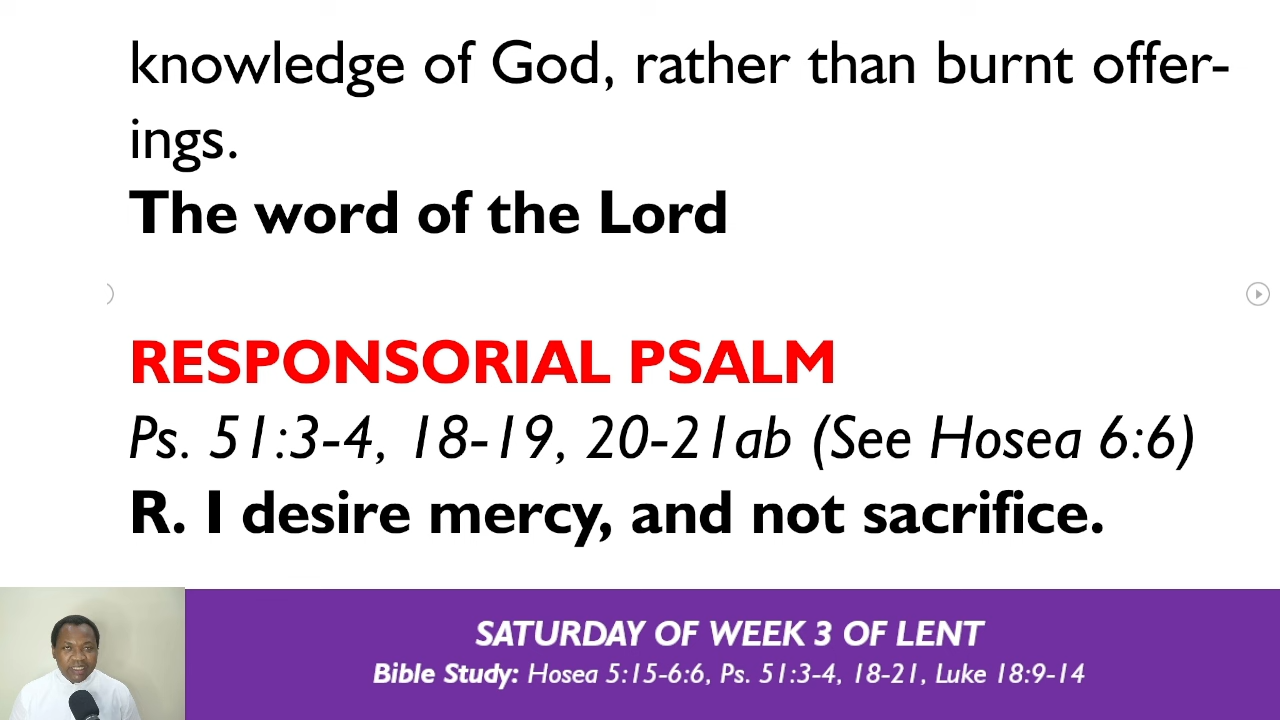 knowledge of God, rather than burnt offer-
ings.
The word of the Lord
RESPONSORIAL PSALM
Ps. 51:3-4, 18-19, 20-21ab (See Hosea 6:6)
R. I desire mercy, and not sacrifice.
SATURDAY OF WEEK 3 OF LENT
Bible Study: Hosea 5:15-6:6, Ps. 51:3-4, 18-21, Luke 18:9-14